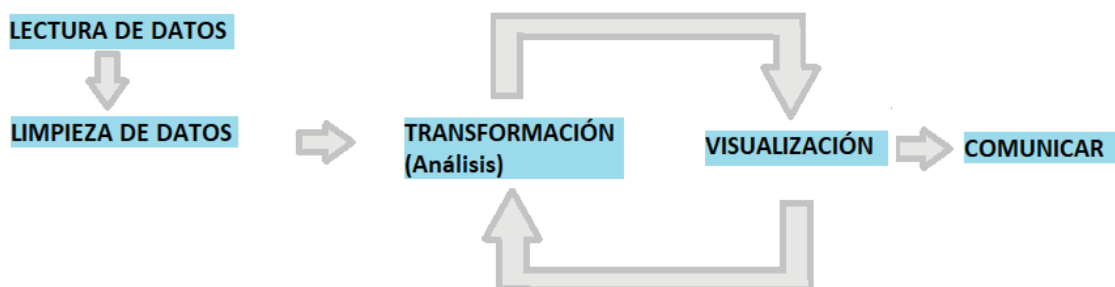 LECTURA DE DATOS
LIMPIEZA DE DATOS
TRANSFORMACIÓN
(Análisis)
VISUALIZACIÓN
COMUNICAR